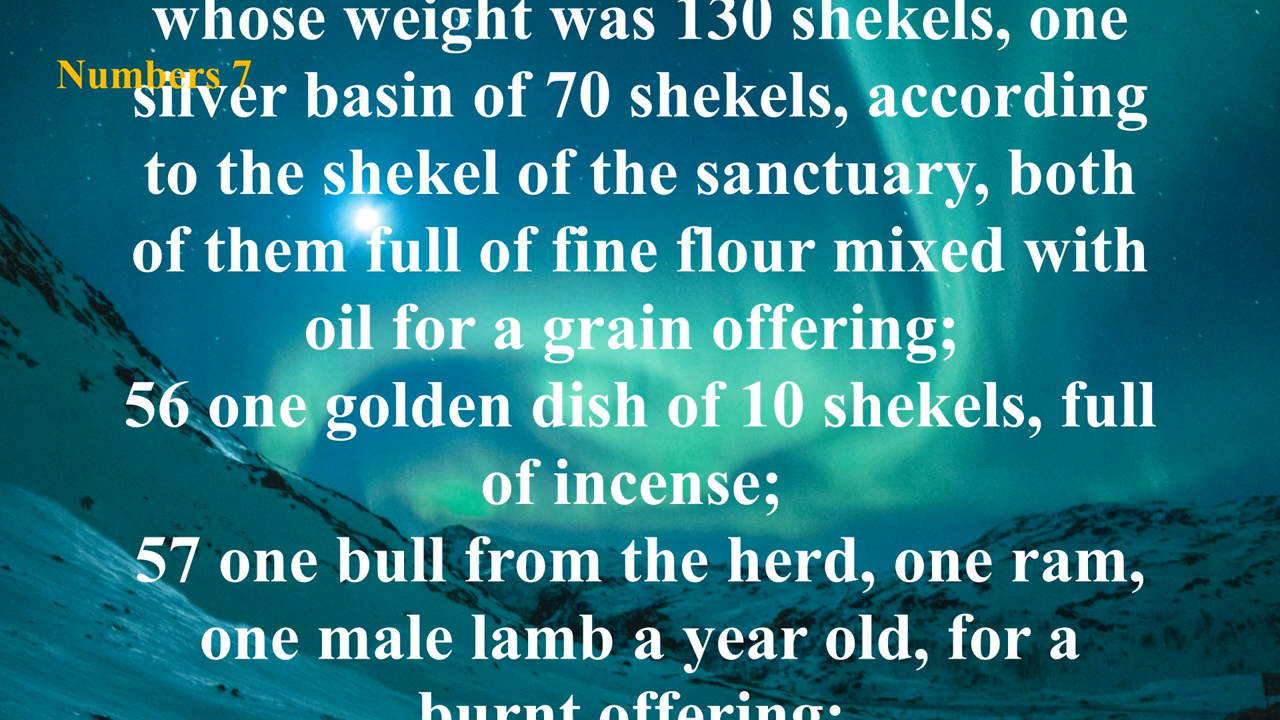 whose weight was 130 shekels, one
Numbers 7
silver basin of 70 shekels, according
to the shekel of the sanctuary, both
of them full of fine flour mixed with
oil for a grain offering;
56 one golden dish of 10 shekels, full
of incense;
57 one bull from the herd, one ram,
one male lamb a year old, for a
burnt offering;